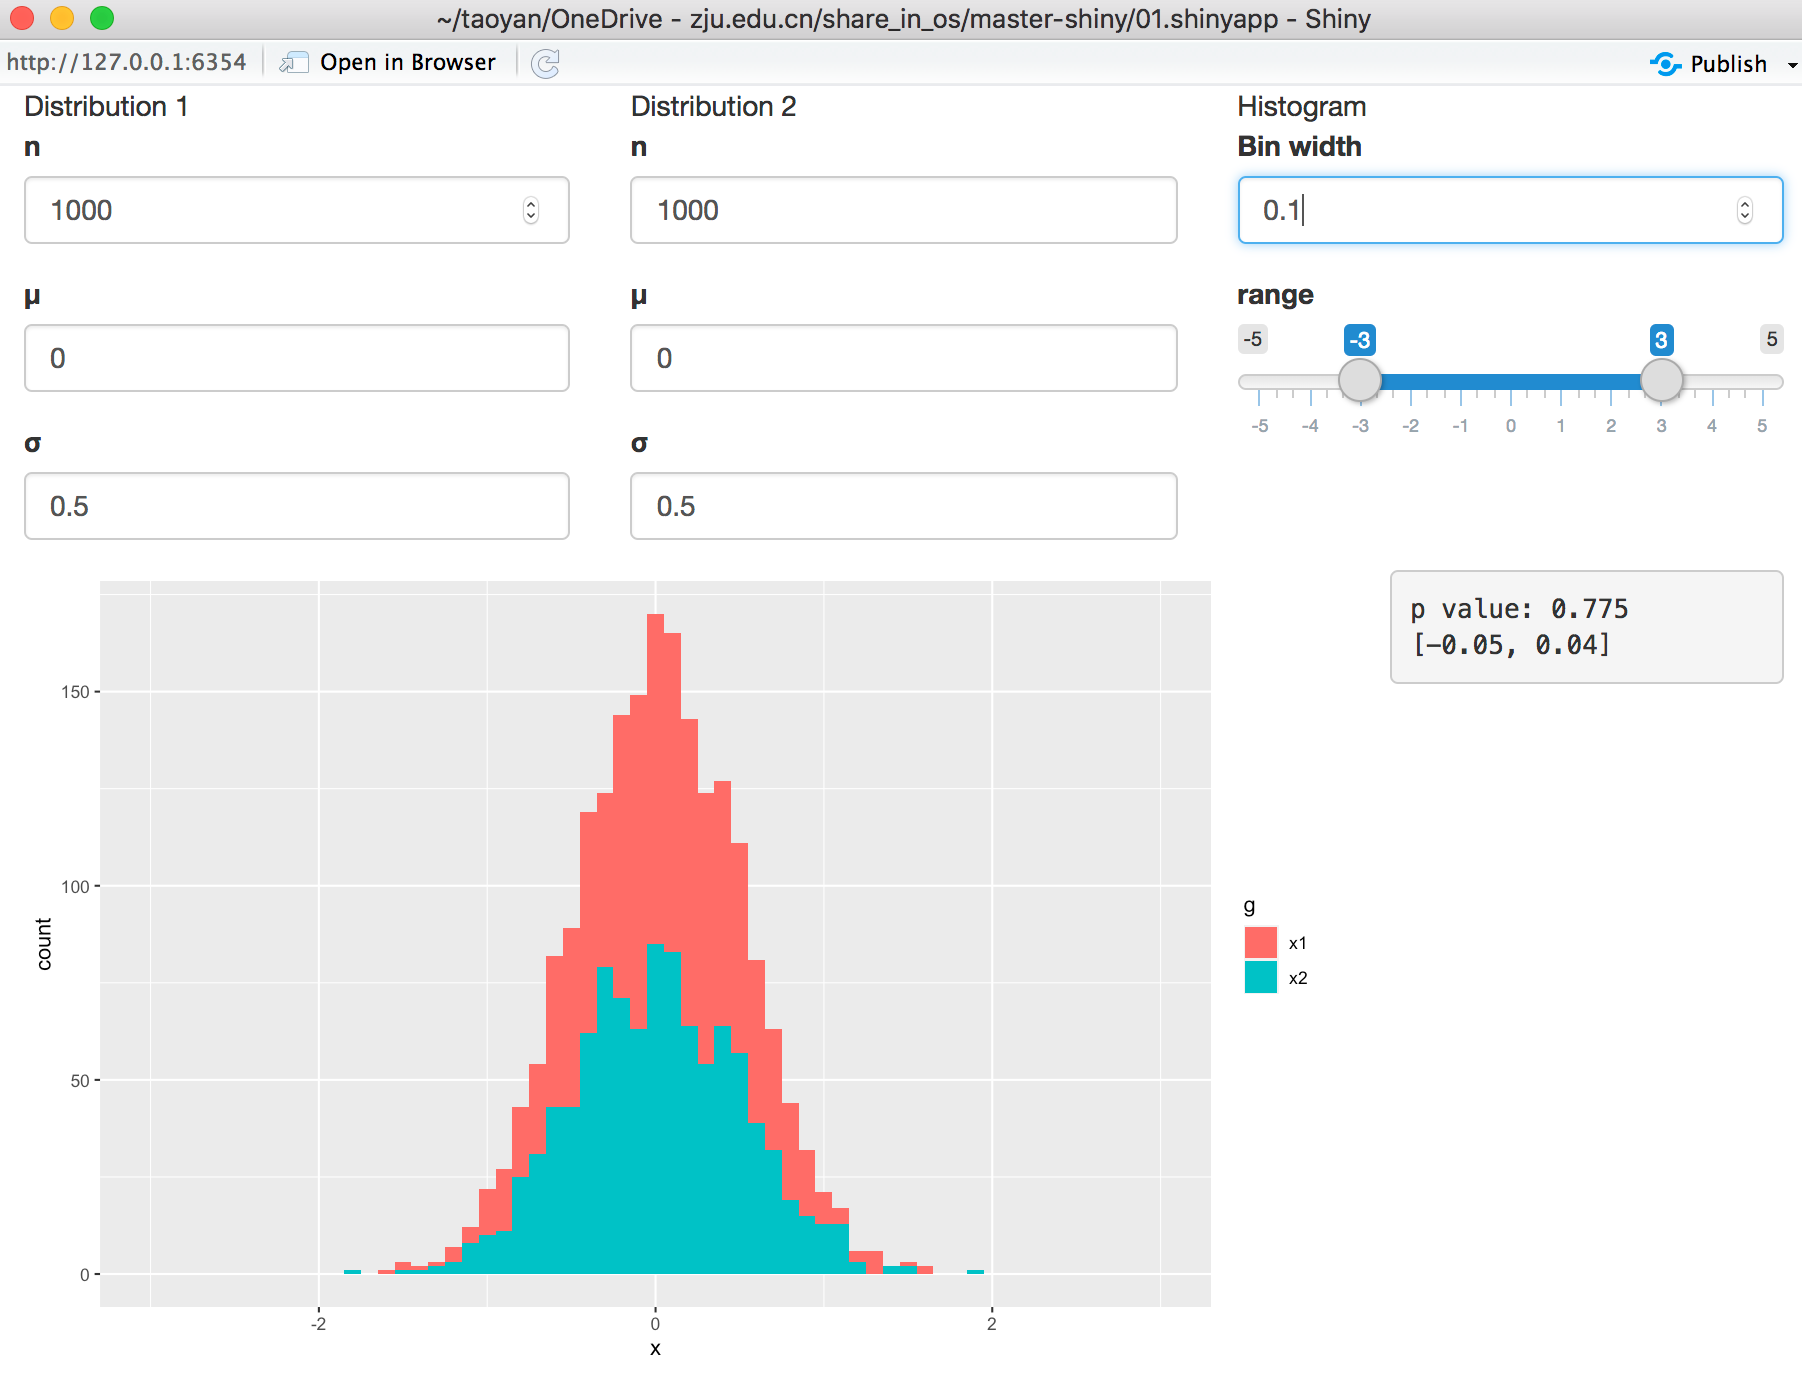 ~/taoyan/OneDrive - zju.edu.cn/share_in_os/master-shiny/01.shinyapp - Shiny
http://127.0.0.1:6354 Open in Browser Publish
Distribution 1 Distribution 2 Histogram
n n Bin width
1000 1000 0.1
μ μ range
-5 -3 3 5
0 0
-5 -4 -3 -2 -1 0 1 2 3 4 5
σ σ
0.5 0.5
p value: 0.775
[-0.05, 0.04]
150
100
50
0
count
-2 0 2
x
g
x1
x2